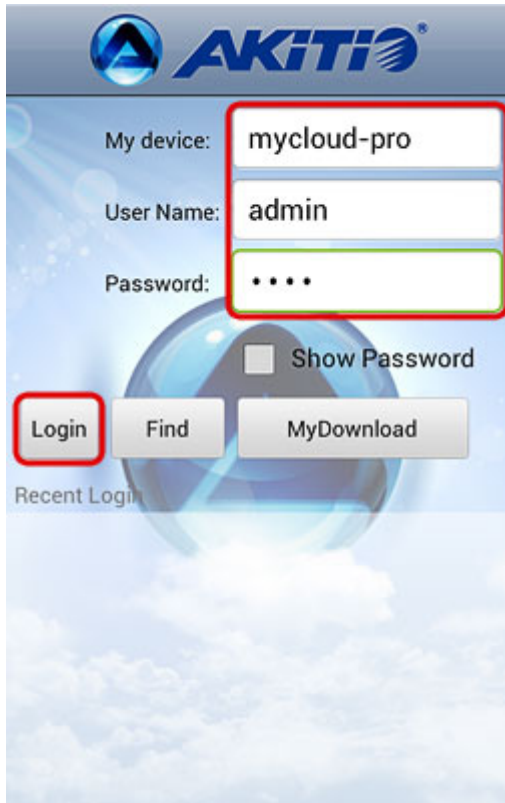 AKiTiO®
My device: mycloud-pro
User Name: admin
Password: ••••
Show Password
Login Find MyDownload
Recent Login